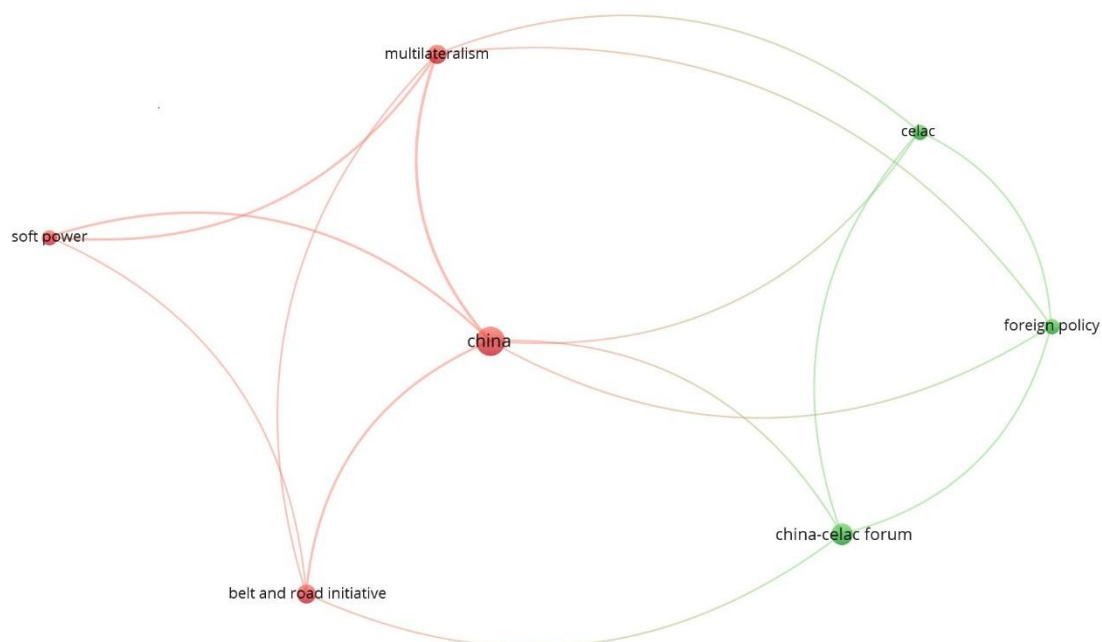 multilateralism
celac
soft power
foreign policy
china
china-celac forum
belt and road initiative